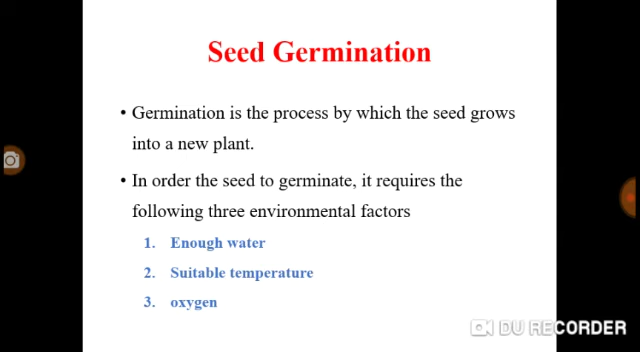 Seed Germination
• Germination is the process by which the seed grows
into a new plant.
• In order the seed to germinate, it requires the
following three environmental factors
1. Enough water
2. Suitable temperature
3. oxygen
DU RECORDER